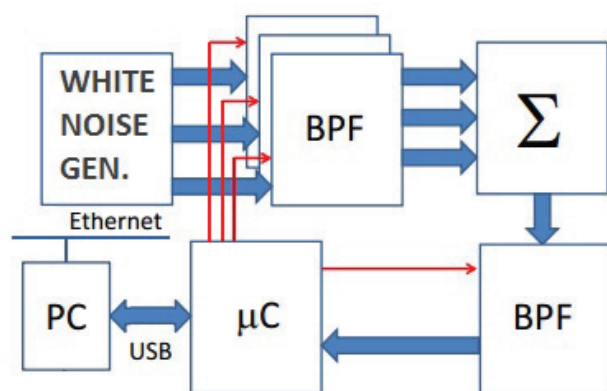 WHITE
NOISE
GEN.
BPF
Σ
Ethernet
PC
USB
μC
BPF